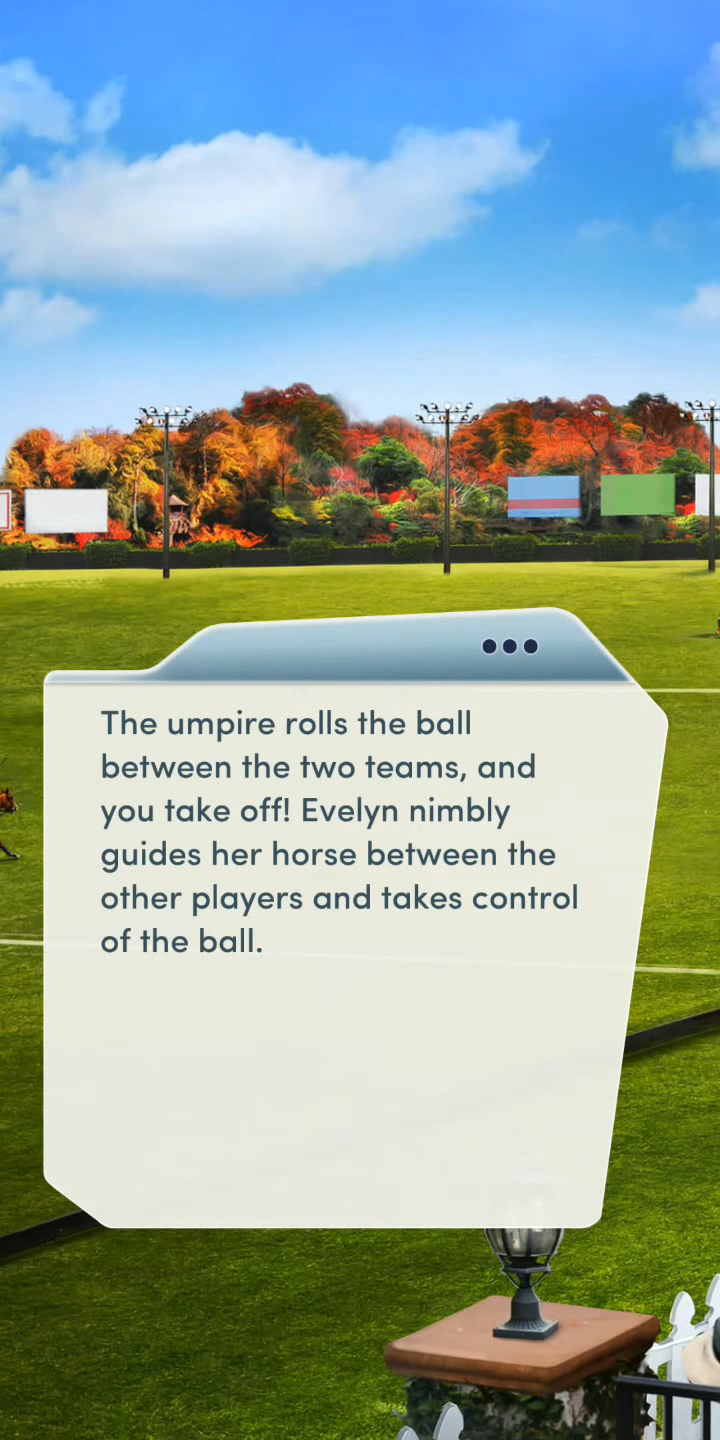 The umpire rolls the ball
between the two teams, and
you take off! Evelyn nimbly
guides her horse between the
other players and takes control
of the ball.